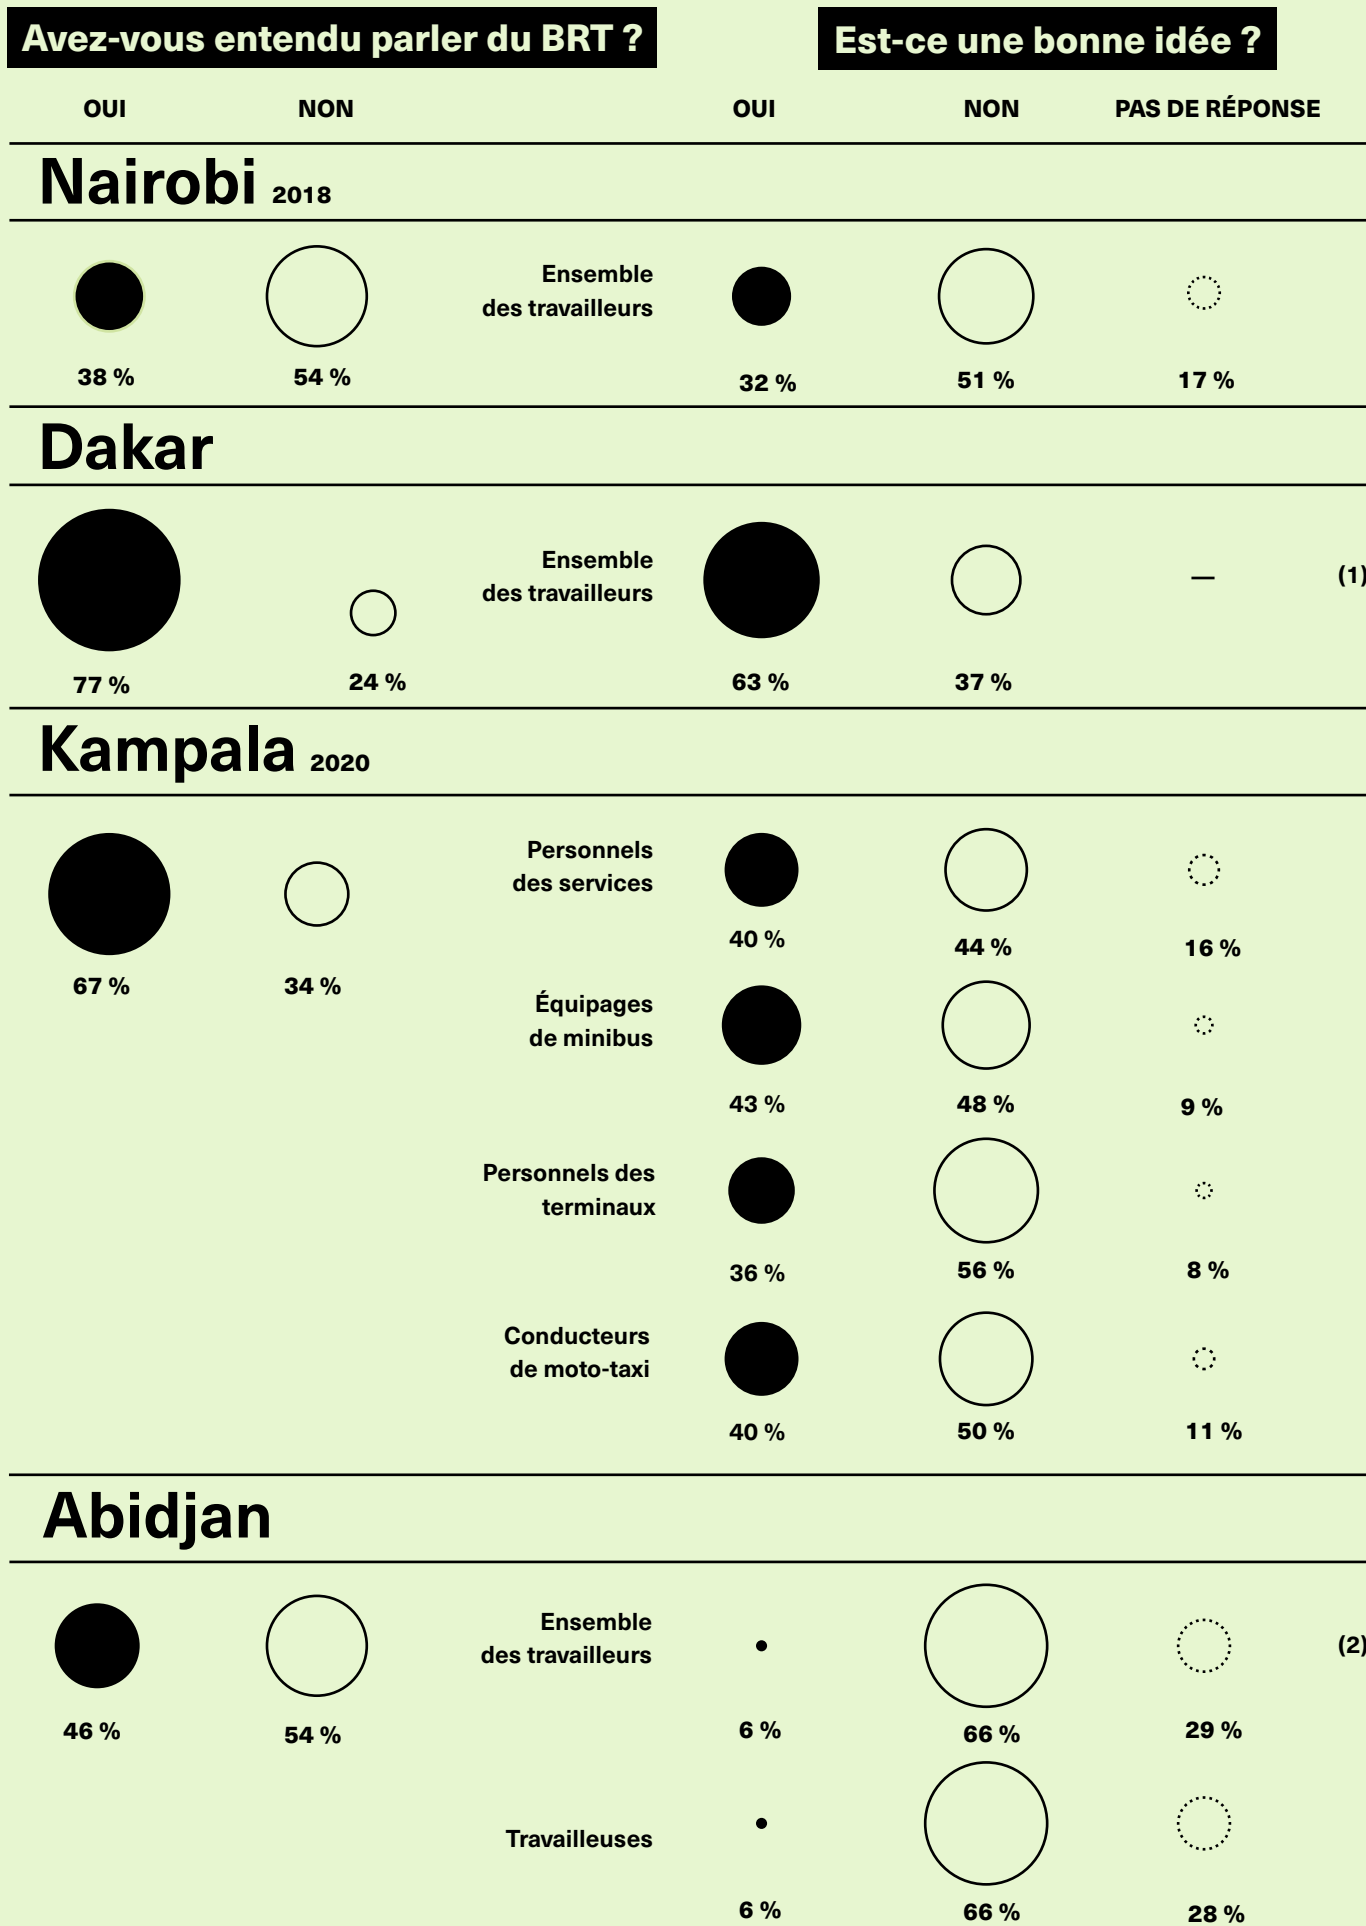 Avez-vous entendu parler du BRT ?
Est-ce une bonne idée ?
OUI NON OUI NON PAS DE RÉPONSE
Nairobi 2018
Ensemble
des travailleurs
38 % 54 % 32 % 51 % 17 %
Dakar
Ensemble
des travailleurs
— (1)
77 % 24 % 63 % 37 %
Kampala 2020
67 % 34 %
Personnels
des services
40 % 44 % 16 %
Équipages
de minibus
43 % 48 % 9 %
Personnels des
terminaux
36 % 56 % 8 %
Conducteurs
de moto-taxi
40 % 50 % 11 %
Abidjan
Ensemble
des travailleurs
(2)
46 % 54 % 6 % 66 % 29 %
Travailleuses
6 % 66 % 28 %